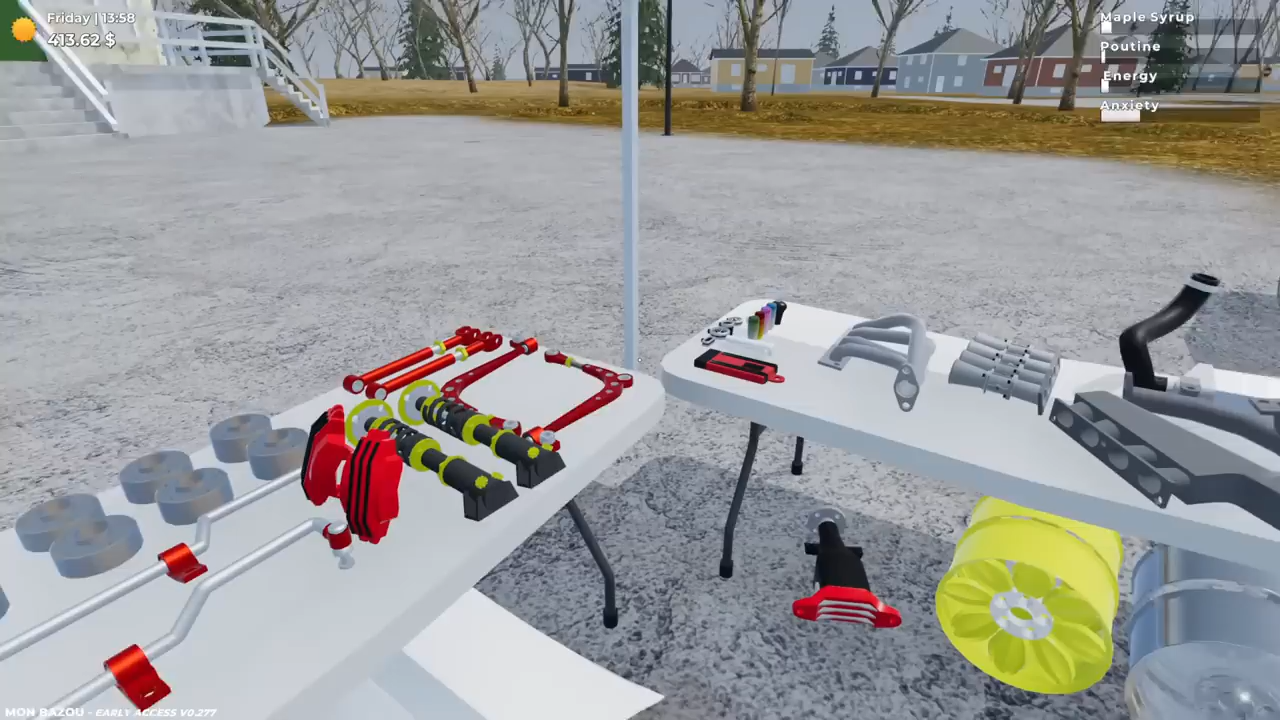 Friday | 13:58
413.62 $
Maple Syrup
Poutine
Energy
Anxiety
MON BAZOU - EARLY ACCESS V0.277